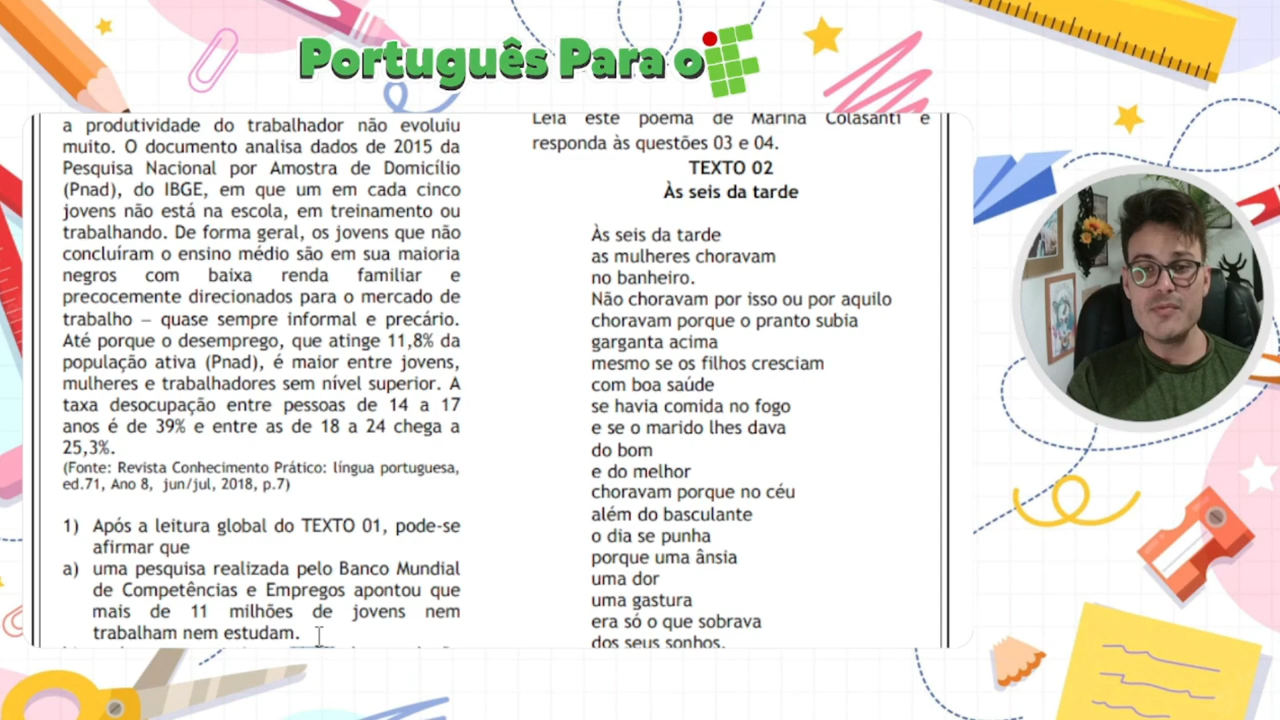 Português Para o
a produtividade do trabalhador não evoluiu
muito. O documento analisa dados de 2015 da
Pesquisa Nacional por Amostra de Domicílio
(Pnad), do IBGE, em que um em cada cinco
jovens não está na escola, em treinamento ou
trabalhando. De forma geral, os jovens que não
concluíram o ensino médio são em sua maioria
negros com baixa renda familiar e
precocemente direcionados para o mercado de
trabalho – quase sempre informal e precário.
Até porque o desemprego, que atinge 11,8% da
população ativa (Pnad), é maior entre jovens,
mulheres e trabalhadores sem nível superior. A
taxa desocupação entre pessoas de 14 a 17
anos é de 39% e entre as de 18 a 24 chega a
25,3%.
(Fonte: Revista Conhecimento Prático: língua portuguesa,
ed.71, Ano 8, jun/jul, 2018, p.7)
1) Após a leitura global do TEXTO 01, pode-se
afirmar que
a) uma pesquisa realizada pelo Banco Mundial
de Competências e Empregos apontou que
mais de 11 milhões de jovens nem
trabalham nem estudam.
Leia este poema de Marina Colasanti e
responda às questões 03 e 04.
TEXTO 02
Às seis da tarde
Às seis da tarde
as mulheres choravam
no banheiro.
Não choravam por isso ou por aquilo
choravam porque o pranto subia
garganta acima
mesmo se os filhos cresciam
com boa saúde
se havia comida no fogo
e se o marido lhes dava
do bom
e do melhor
choravam porque no céu
além do basculante
o dia se punha
porque uma ânsia
uma dor
uma gastura
era só o que sobrava
dos seus sonhos.